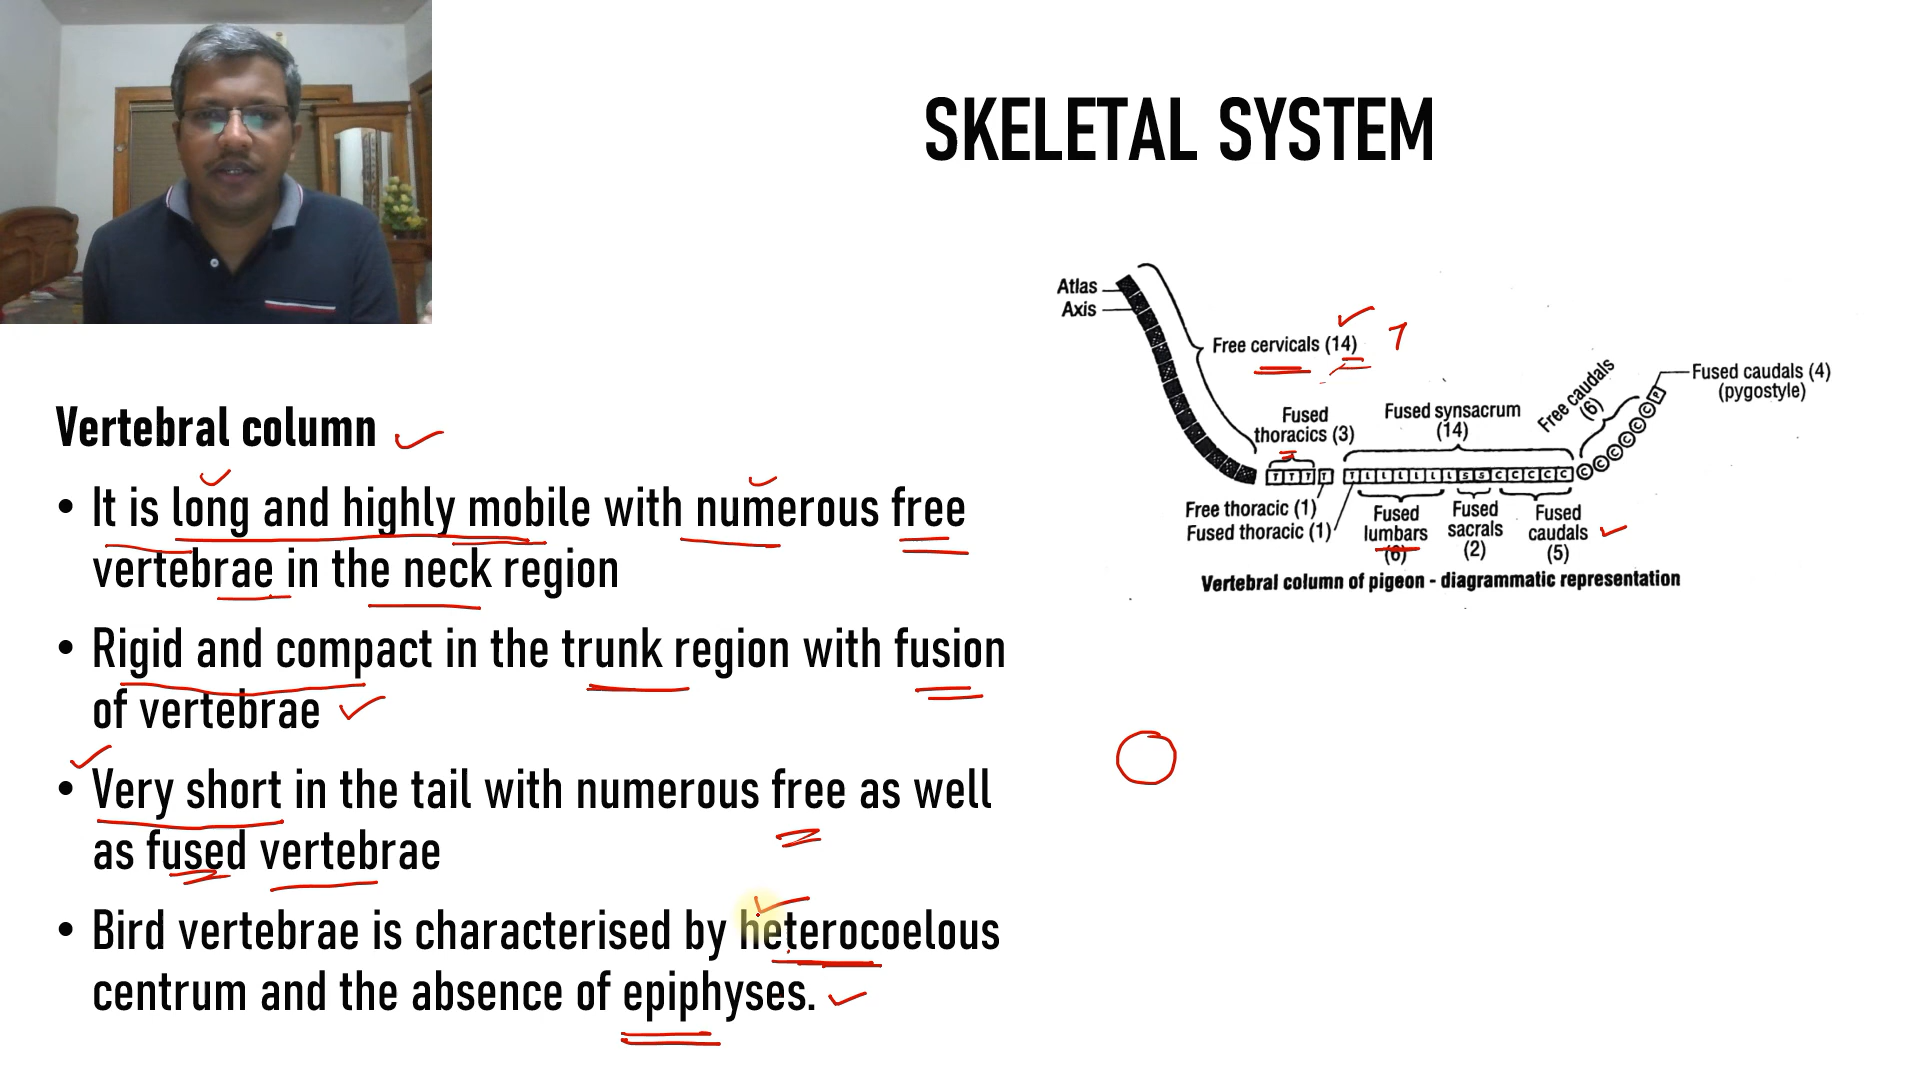 SKELETAL SYSTEM
Vertebral column
• It is long and highly mobile with numerous free
vertebrae in the neck region
• Rigid and compact in the trunk region with fusion
of vertebrae
• Very short in the tail with numerous free as well
as fused vertebrae
• Bird vertebrae is characterised by heterocoelous
centrum and the absence of epiphyses.
Atlas
Axis
Free cervicals (14)
7
Fused
thoracics (3)
Fused synsacrum
(14)
Free caudals
(6)
Fused caudals (4)
(pygostyle)
T T T T T L L L L L L S S C C C C C C C C C C C P
Free thoracic (1)
Fused thoracic (1)
Fused
lumbars
(6)
Fused
sacrals
(2)
Fused
caudals
(5)
Vertebral column of pigeon - diagrammatic representation